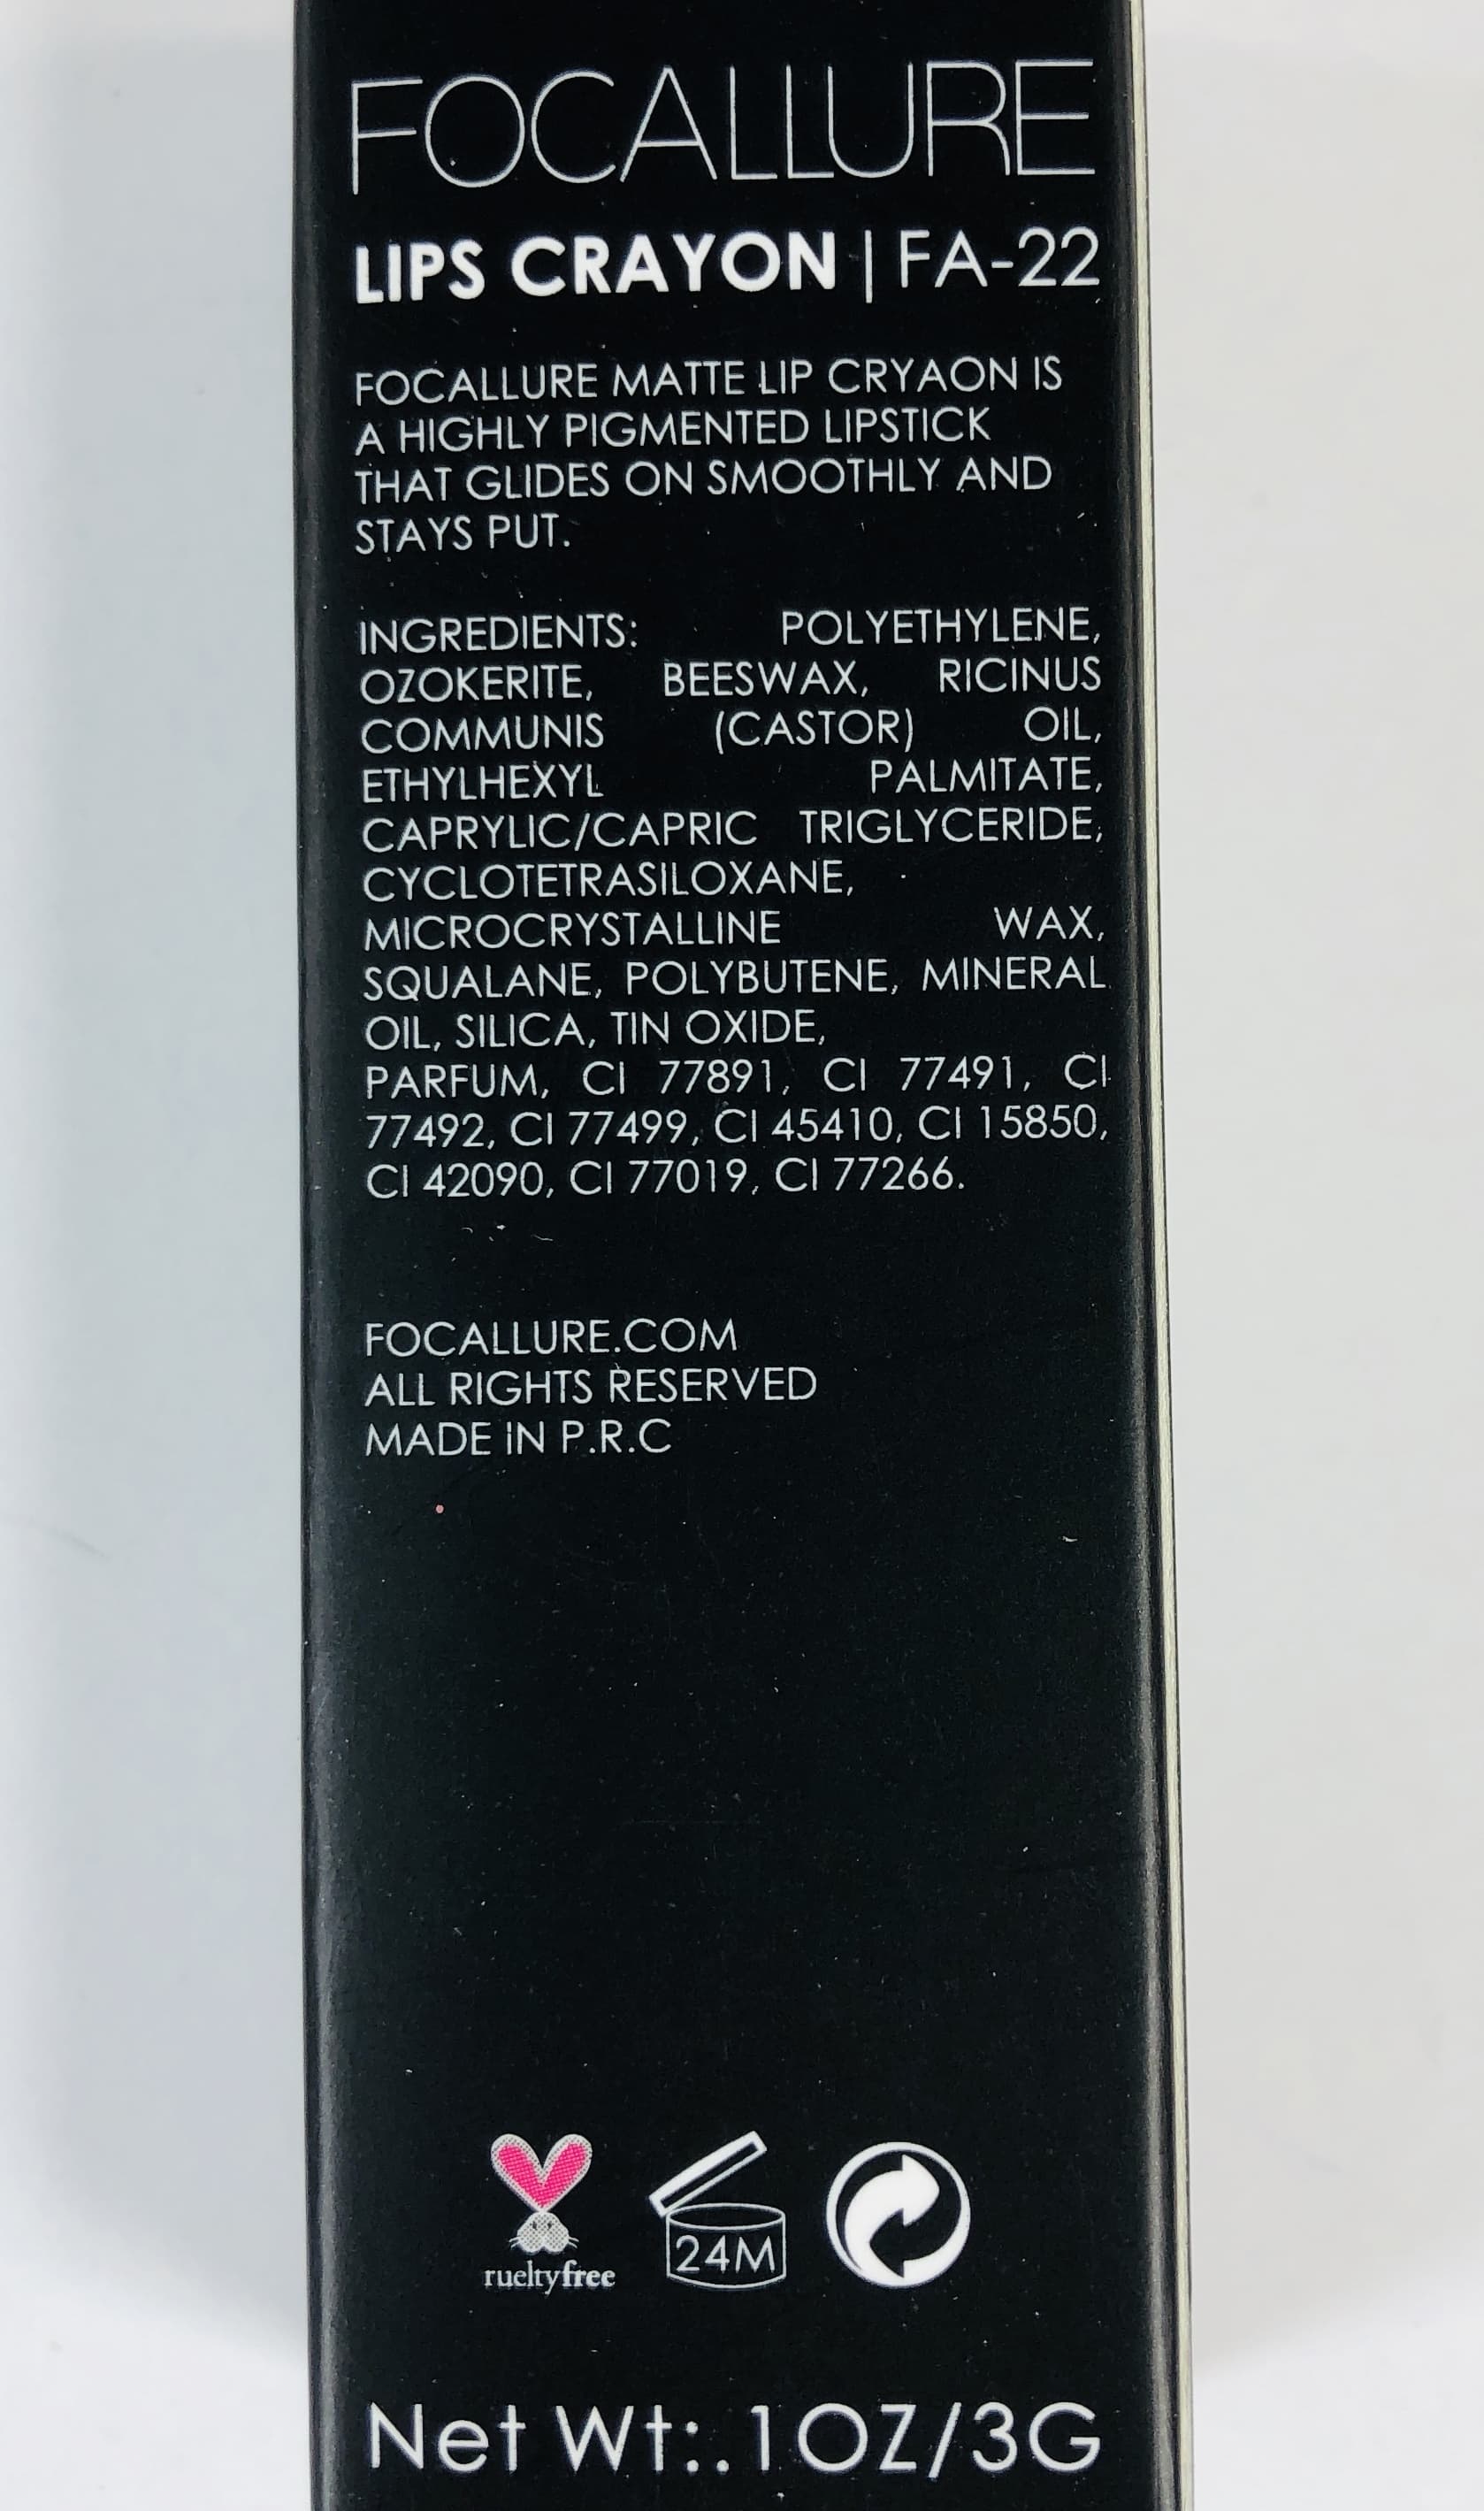 FOCALLURE
LIPS CRAYON | FA-22
FOCALLURE MATTE LIP CRYAON IS
A HIGHLY PIGMENTED LIPSTICK
THAT GLIDES ON SMOOTHLY AND
STAYS PUT.
INGREDIENTS: POLYETHYLENE,
OZOKERITE, BEESWAX, RICINUS
COMMUNIS (CASTOR) OIL,
ETHYLHEXYL PALMITATE,
CAPRYLIC/CAPRIC TRIGLYCERIDE,
CYCLOTETRASILOXANE,
MICROCRYSTALLINE WAX,
SQUALANE, POLYBUTENE, MINERAL
OIL, SILICA, TIN OXIDE,
PARFUM, CI 77891, CI 77491, CI
77492, CI 77499, CI 45410, CI 15850,
CI 42090, CI 77019, CI 77266.
FOCALLURE.COM
ALL RIGHTS RESERVED
MADE IN P.R.C
rueltyfree
24M
Net Wt:.1OZ/3G